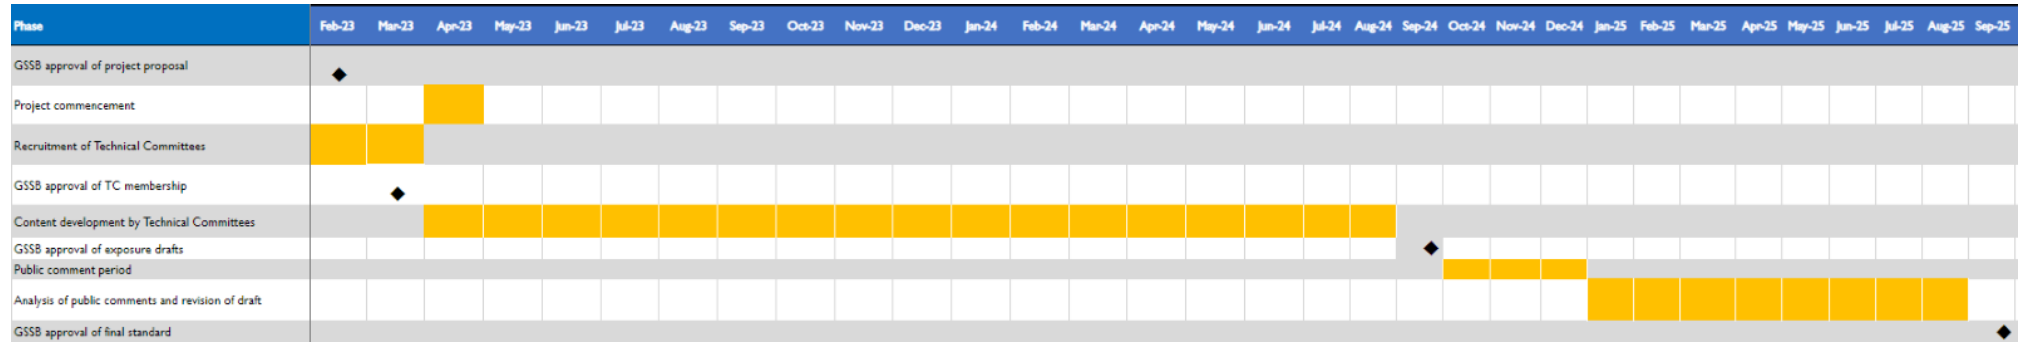 Phase Feb-23 Mar-23 Apr-23 May-23 Jun-23 Jul-23 Aug-23 Sep-23 Oct-23 Nov-23 Dec-23 Jan-24 Feb-24 Mar-24 Apr-24 May-24 Jun-24 Jul-24 Aug-24 Sep-24 Oct-24 Nov-24 Dec-24 Jan-25 Feb-25 Mar-25 Apr-25 May-25 Jun-25 Jul-25 Aug-25 Sep-25
GSSB approval of project proposal
Project commencement
Recruitment of Technical Committees
GSSB approval of TC membership
Content development by Technical Committees
GSSB approval of exposure drafts
Public comment period
Analysis of public comments and revision of draft
GSSB approval of final standard